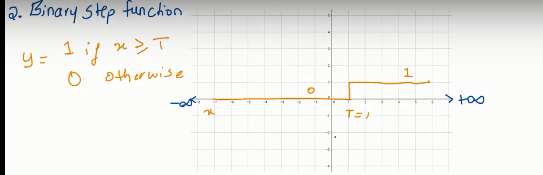 2. Binary Step function
y = 1 if x ≥ T
0 otherwise
0
1
-∞
+∞
x
T=1